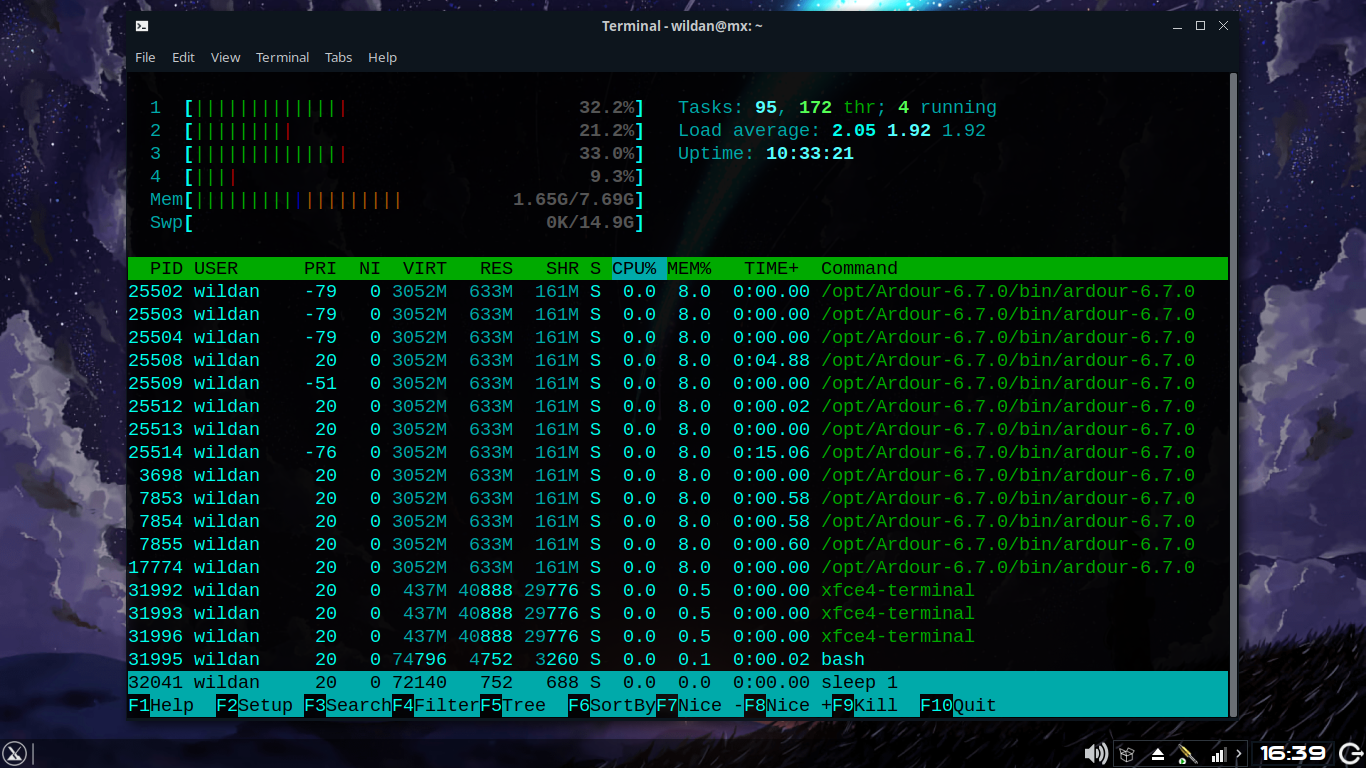 Terminal - wildan@mx: ~
File Edit View Terminal Tabs Help
1 [||||||||||||||| 32.2%] Tasks: 95, 172 thr; 4 running
2 [||||||||| 21.2%] Load average: 2.05 1.92 1.92
3 [|||||||||||||| 33.0%] Uptime: 10:33:21
4 [|||| 9.3%]
Mem[||||||||||||||||||| 1.65G/7.69G]
Swp[ 0K/14.9G]
PID USER PRI NI VIRT RES SHR S CPU% MEM% TIME+ Command
25502 wildan -79 0 3052M 633M 161M S 0.0 8.0 0:00.00 /opt/Ardour-6.7.0/bin/ardour-6.7.0
25503 wildan -79 0 3052M 633M 161M S 0.0 8.0 0:00.00 /opt/Ardour-6.7.0/bin/ardour-6.7.0
25504 wildan -79 0 3052M 633M 161M S 0.0 8.0 0:00.00 /opt/Ardour-6.7.0/bin/ardour-6.7.0
25508 wildan 20 0 3052M 633M 161M S 0.0 8.0 0:04.88 /opt/Ardour-6.7.0/bin/ardour-6.7.0
25509 wildan -51 0 3052M 633M 161M S 0.0 8.0 0:00.00 /opt/Ardour-6.7.0/bin/ardour-6.7.0
25512 wildan 20 0 3052M 633M 161M S 0.0 8.0 0:00.02 /opt/Ardour-6.7.0/bin/ardour-6.7.0
25513 wildan 20 0 3052M 633M 161M S 0.0 8.0 0:00.00 /opt/Ardour-6.7.0/bin/ardour-6.7.0
25514 wildan -76 0 3052M 633M 161M S 0.0 8.0 0:15.06 /opt/Ardour-6.7.0/bin/ardour-6.7.0
3698 wildan 20 0 3052M 633M 161M S 0.0 8.0 0:00.00 /opt/Ardour-6.7.0/bin/ardour-6.7.0
7853 wildan 20 0 3052M 633M 161M S 0.0 8.0 0:00.58 /opt/Ardour-6.7.0/bin/ardour-6.7.0
7854 wildan 20 0 3052M 633M 161M S 0.0 8.0 0:00.58 /opt/Ardour-6.7.0/bin/ardour-6.7.0
7855 wildan 20 0 3052M 633M 161M S 0.0 8.0 0:00.60 /opt/Ardour-6.7.0/bin/ardour-6.7.0
17774 wildan 20 0 3052M 633M 161M S 0.0 8.0 0:00.00 /opt/Ardour-6.7.0/bin/ardour-6.7.0
31992 wildan 20 0 437M 40888 29776 S 0.0 0.5 0:00.00 xfce4-terminal
31993 wildan 20 0 437M 40888 29776 S 0.0 0.5 0:00.00 xfce4-terminal
31996 wildan 20 0 437M 40888 29776 S 0.0 0.5 0:00.00 xfce4-terminal
31995 wildan 20 0 74796 4752 3260 S 0.0 0.1 0:00.02 bash
32041 wildan 20 0 72140 752 688 S 0.0 0.0 0:00.00 sleep 1
F1Help F2Setup F3SearchF4FilterF5Tree F6SortByF7Nice -F8Nice +F9Kill F10Quit
16:39